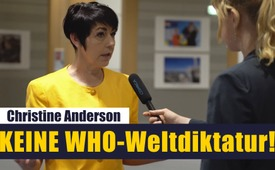 Christine Anderson
KEINE WHO-Weltdiktatur!